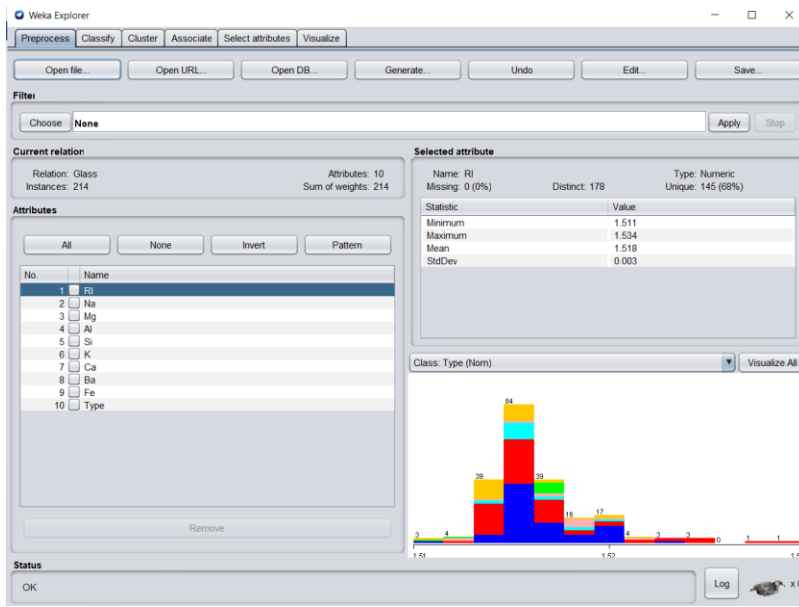 Weka Explorer
Preprocess Classify Cluster Associate Select attributes Visualize
Open file... Open URL... Open DB... Generate... Undo Edit... Save...
Filter
Choose None Apply Stop
Current relation
Relation: Glass Attributes: 10
Instances: 214 Sum of weights: 214
Selected attribute
Name: RI Type: Numeric
Missing: 0 (0%) Distinct: 178 Unique: 145 (68%)
Statistic Value
Minimum 1.511
Maximum 1.534
Mean 1.518
StdDev 0.003
Attributes
All None Invert Pattern
No. Name
1 RI
2 Na
3 Mg
4 Al
5 Si
6 K
7 Ca
8 Ba
9 Fe
10 Type
Remove
Class: Type (Nom) Visualize All
84
39 39
16 17
3 4 4 3 3 0 1 1
1.51 1.52
Status
OK
Log